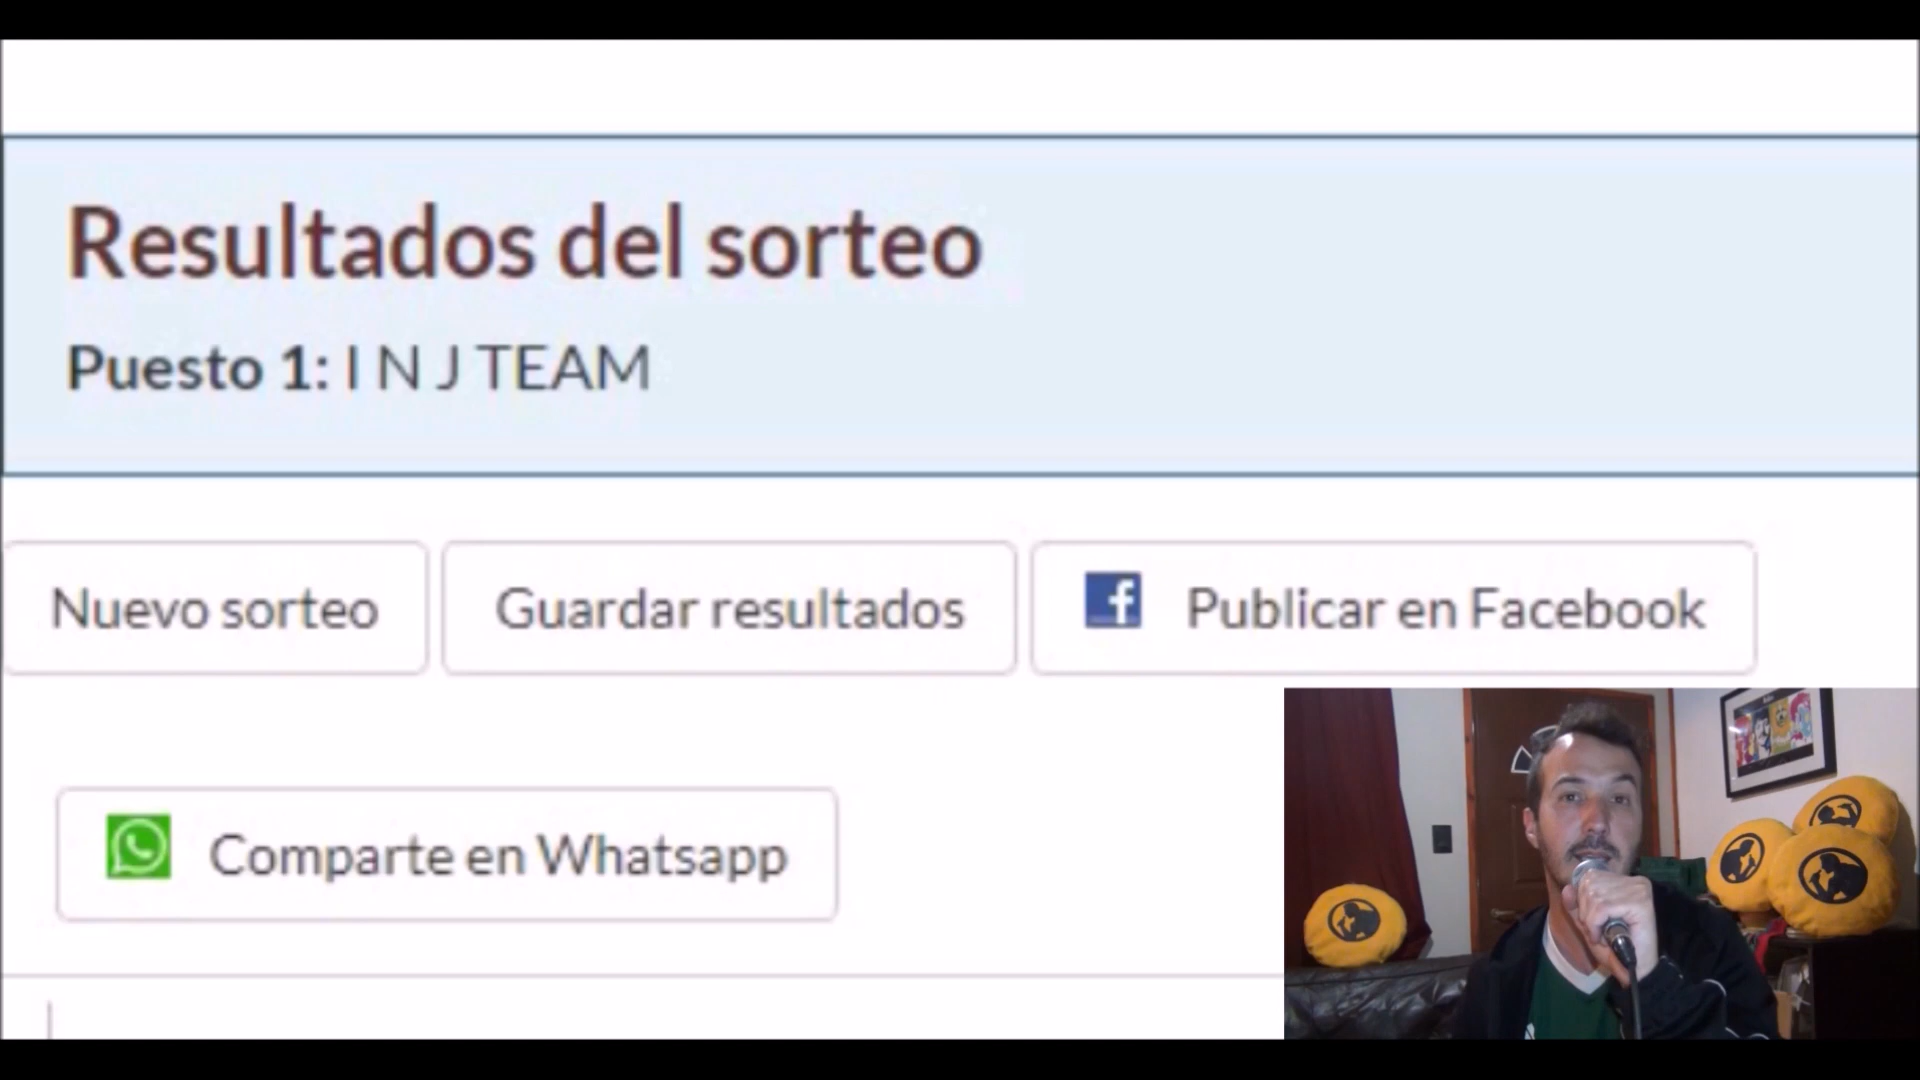 Resultados del sorteo
Puesto 1: I N J TEAM
Nuevo sorteo
Guardar resultados
Publicar en Facebook
Comparte en Whatsapp